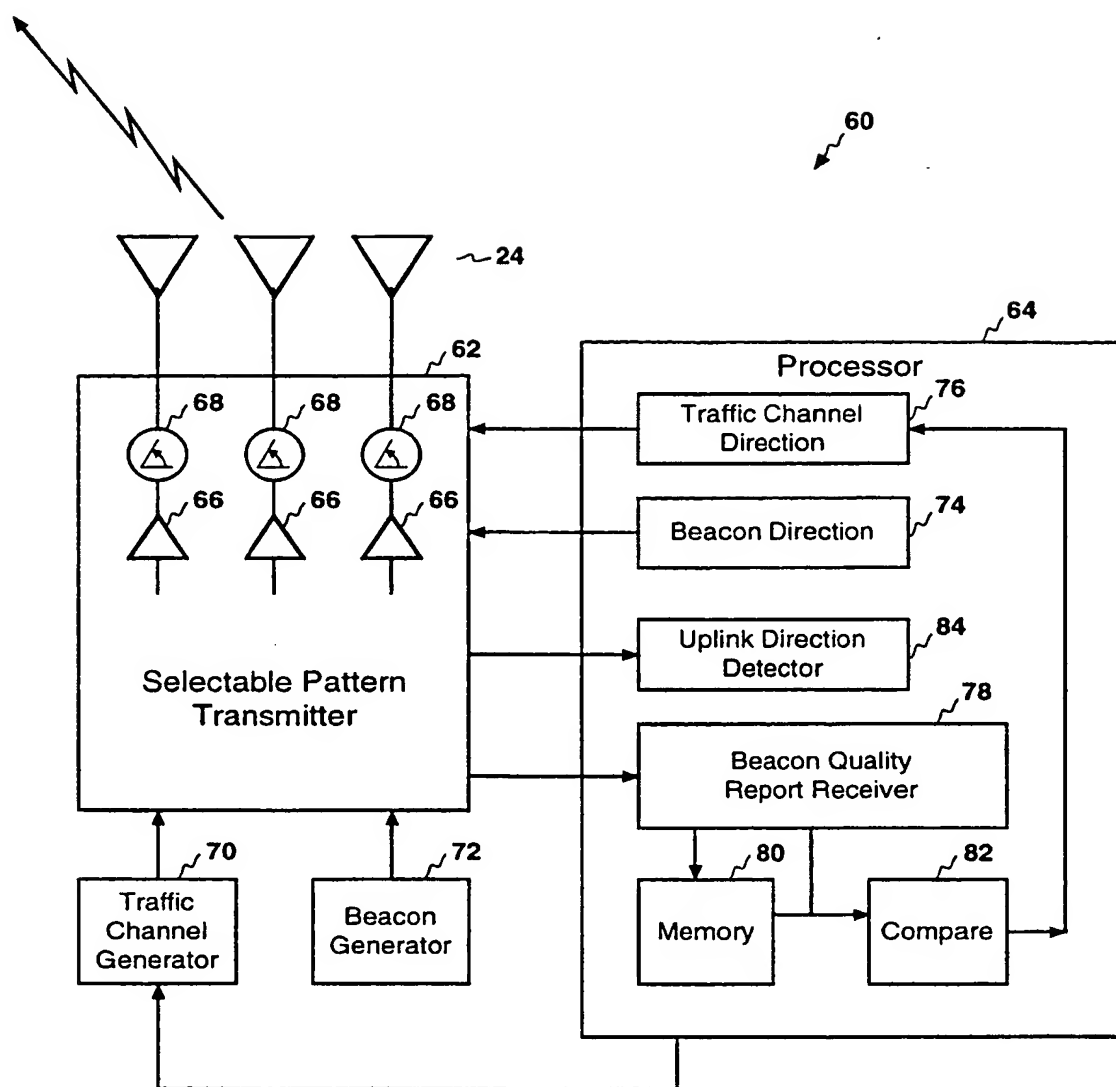 60
24
64
Processor
62
68
68
68
76
Traffic Channel
Direction
66
66
66
74
Beacon Direction
84
Uplink Direction
Detector
Selectable Pattern
Transmitter
78
Beacon Quality
Report Receiver
70
Traffic
Channel
Generator
72
Beacon
Generator
80
Memory
82
Compare